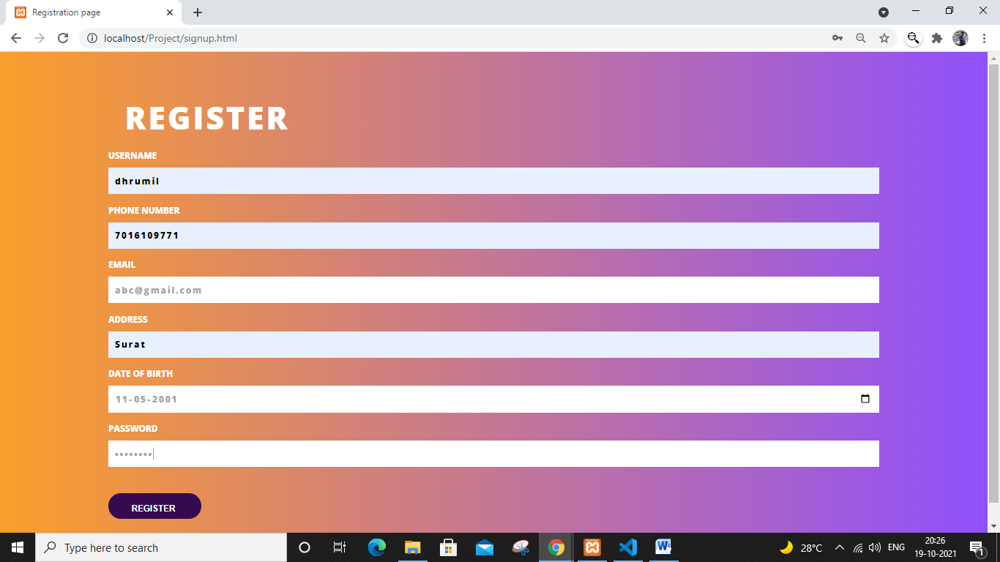 Registration page
localhost/Project/signup.html
REGISTER
USERNAME
dhrumil
PHONE NUMBER
7016109771
EMAIL
abc@gmail.com
ADDRESS
Surat
DATE OF BIRTH
11-05-2001
PASSWORD
••••••••
REGISTER
Type here to search
28°C
ENG
20:26
19-10-2021
1